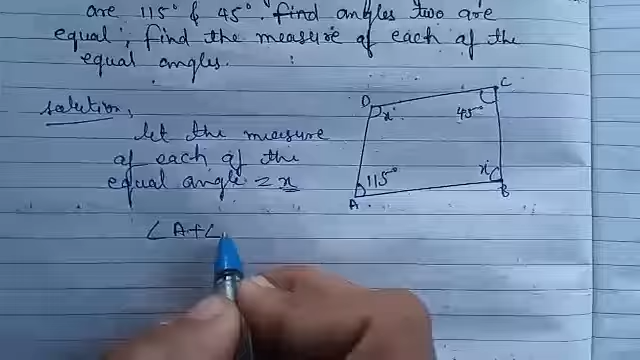 are 115° & 45°. find angles two are
equal, find the measure of each of the
equal angles.
solution,
let the measure
of each of the
equal angle = x
∠A+∠
D
x
C
45°
115°
A
x
B